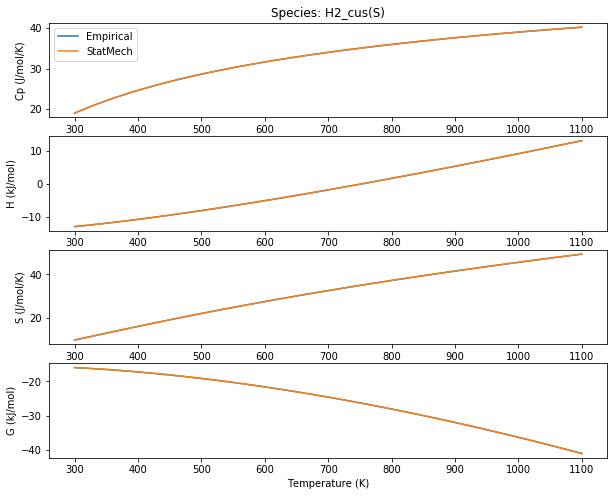 Species: H2_cus(S)
Empirical
StatMech
Cp (J/mol/K)
40
30
20
300 400 500 600 700 800 900 1000 1100
H (kJ/mol)
10
0
−10
300 400 500 600 700 800 900 1000 1100
S (J/mol/K)
40
20
300 400 500 600 700 800 900 1000 1100
G (kJ/mol)
−20
−30
−40
300 400 500 600 700 800 900 1000 1100
Temperature (K)